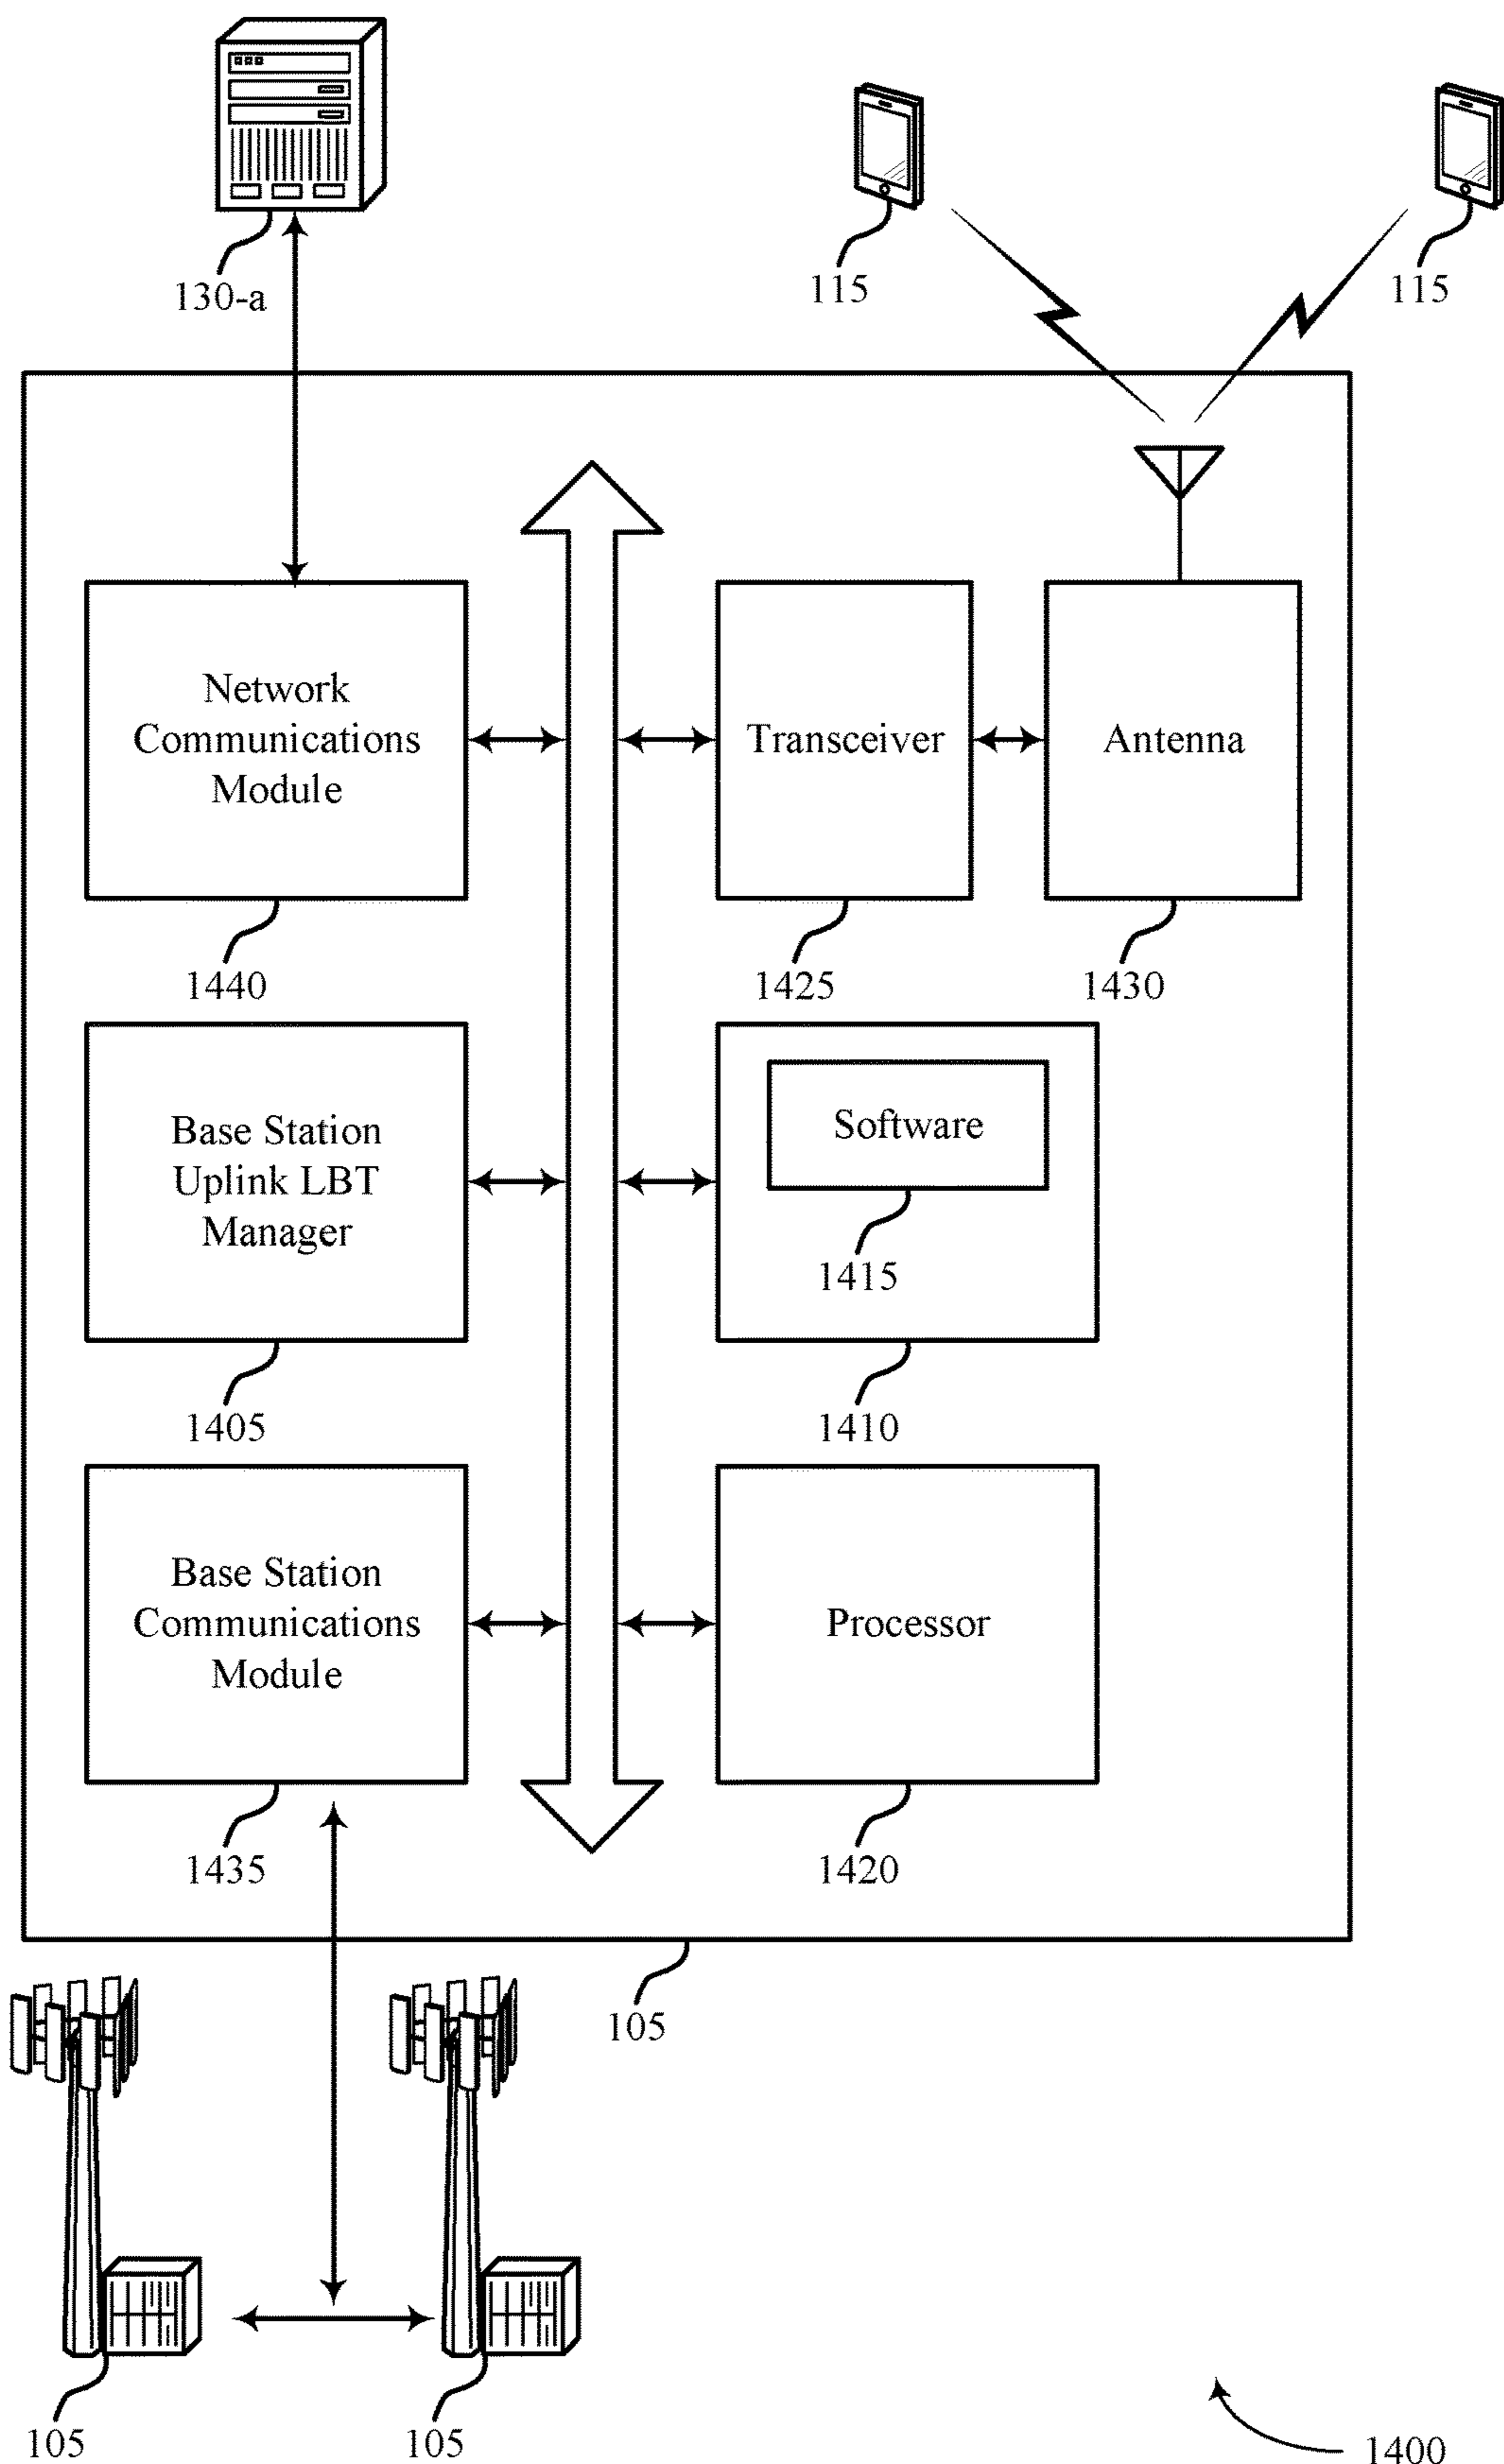 130-a
115
115
Network
Communications
Module
Transceiver
Antenna
1440
1425
1430
Base Station
Uplink LBT
Manager
Software
1415
1405
1410
Base Station
Communications
Module
Processor
1435
1420
105
105
105
1400